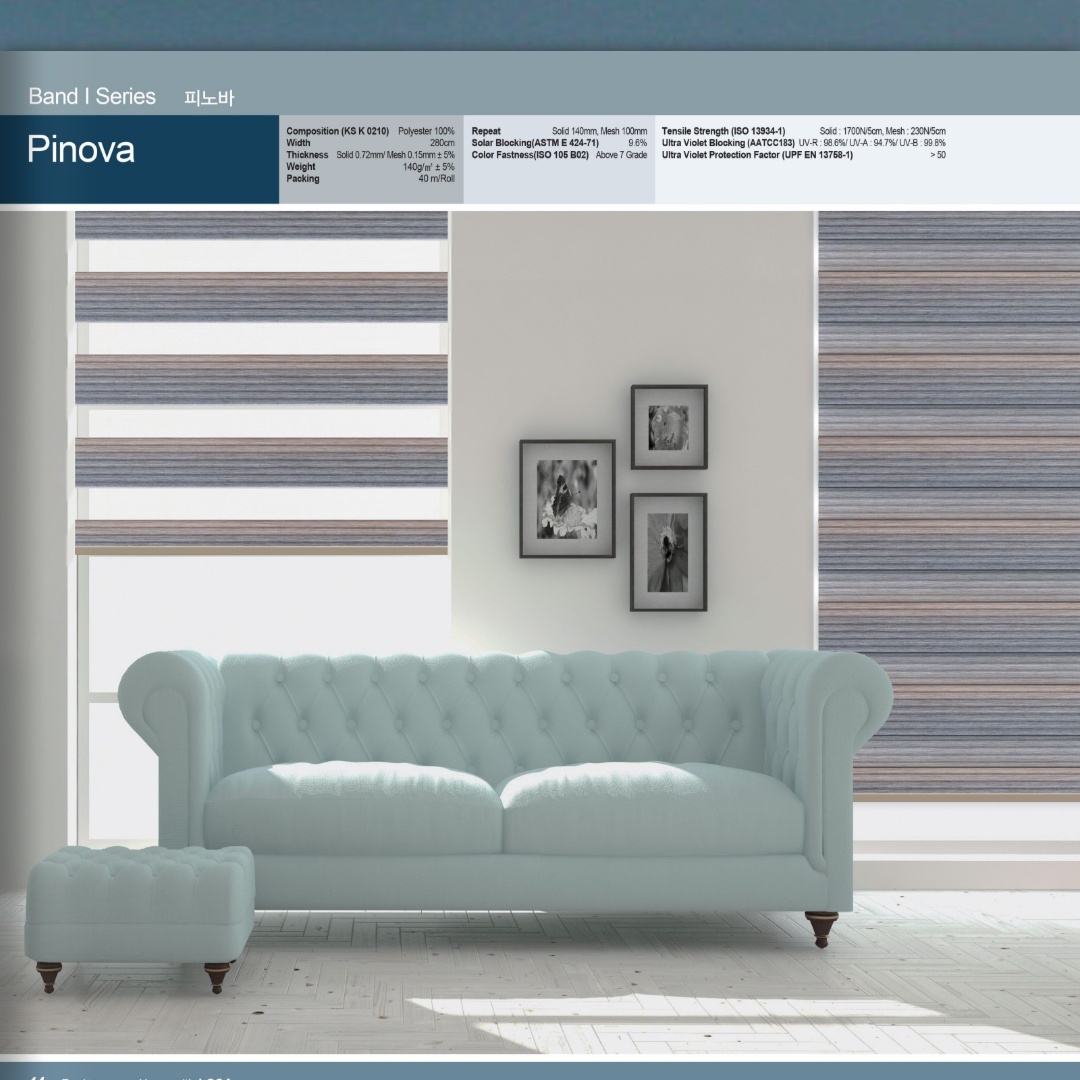 Band I Series 피노바
Pinova
Composition (KS K 0210) Polyester 100%
Width 280cm
Thickness Solid 0.72mm/ Mesh 0.15mm ± 5%
Weight 140g/㎡ ± 5%
Packing 40 m/Roll
Repeat Solid 140mm, Mesh 100mm
Solar Blocking(ASTM E 424-71) 9.6%
Color Fastness(ISO 105 B02) Above 7 Grade
Tensile Strength (ISO 13934-1) Solid : 1700N/5cm, Mesh : 230N/5cm
Ultra Violet Blocking (AATCC183) UV-R : 98.6%/ UV-A : 94.7%/ UV-B : 99.8%
Ultra Violet Protection Factor (UPF EN 13758-1) > 50